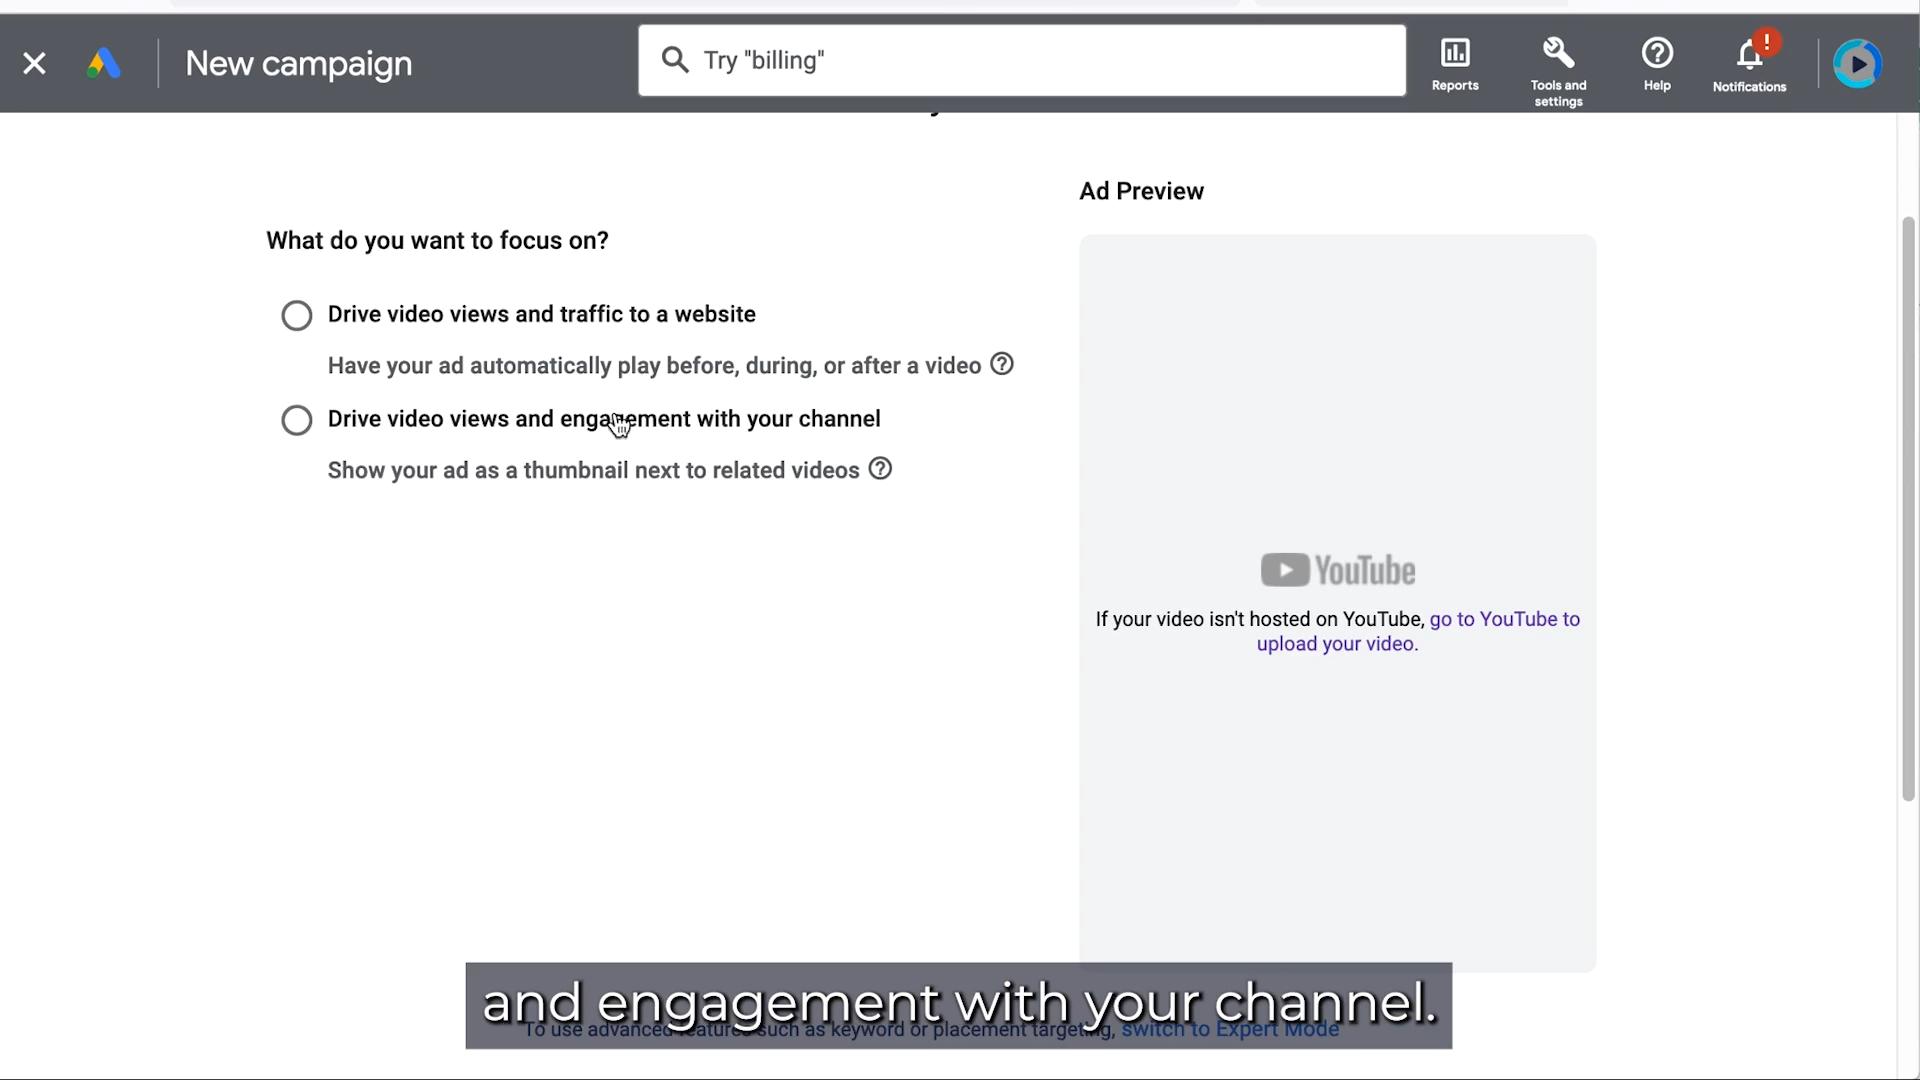 New campaign
Try "billing"
Reports
Tools and
settings
Help
!
Notifications
Ad Preview
What do you want to focus on?
Drive video views and traffic to a website
Have your ad automatically play before, during, or after a video ?
Drive video views and engagement with your channel
Show your ad as a thumbnail next to related videos ?
YouTube
If your video isn't hosted on YouTube, go to YouTube to
upload your video.
and engagement with your channel.
To use advanced features such as keyword or placement targeting, switch to Expert Mode